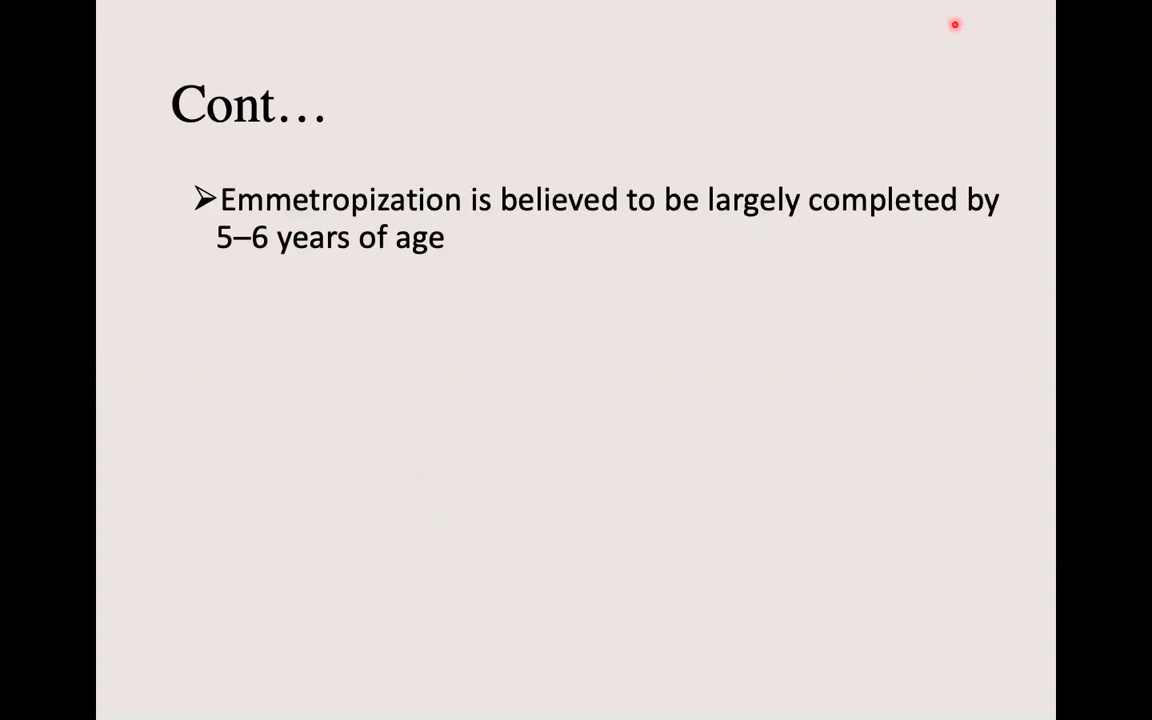 Cont…
➢Emmetropization is believed to be largely completed by
5–6 years of age